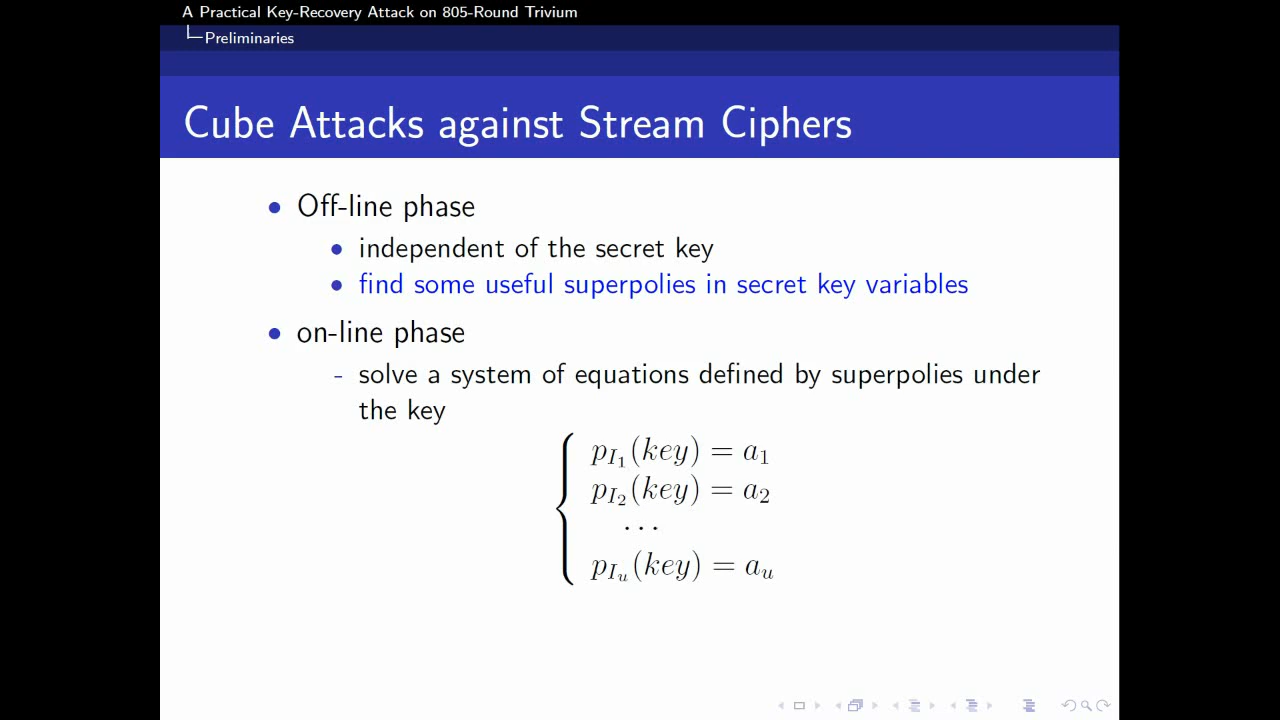 A Practical Key-Recovery Attack on 805-Round Trivium
Preliminaries
Cube Attacks against Stream Ciphers
• Off-line phase
• independent of the secret key
• find some useful superpolies in secret key variables
• on-line phase
- solve a system of equations defined by superpolies under
the key
p_{I_1}(key) = a_1
p_{I_2}(key) = a_2
⋯
p_{I_u}(key) = a_u